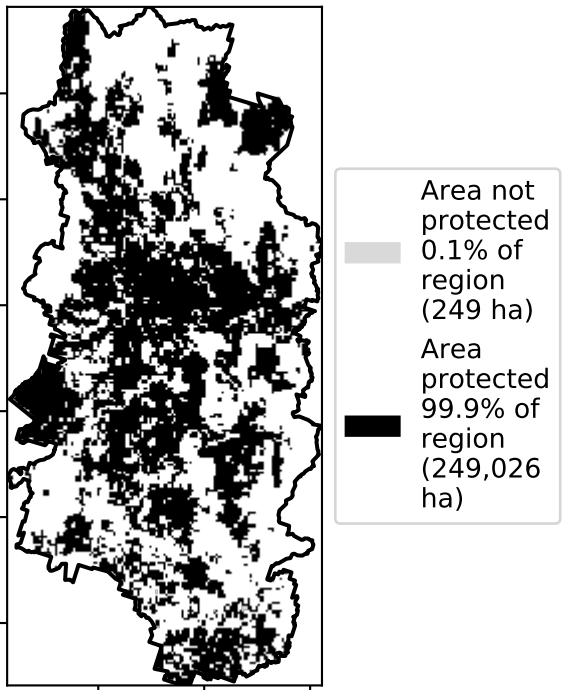 Area not
protected
0.1% of
region
(249 ha)
Area
protected
99.9% of
region
(249,026
ha)